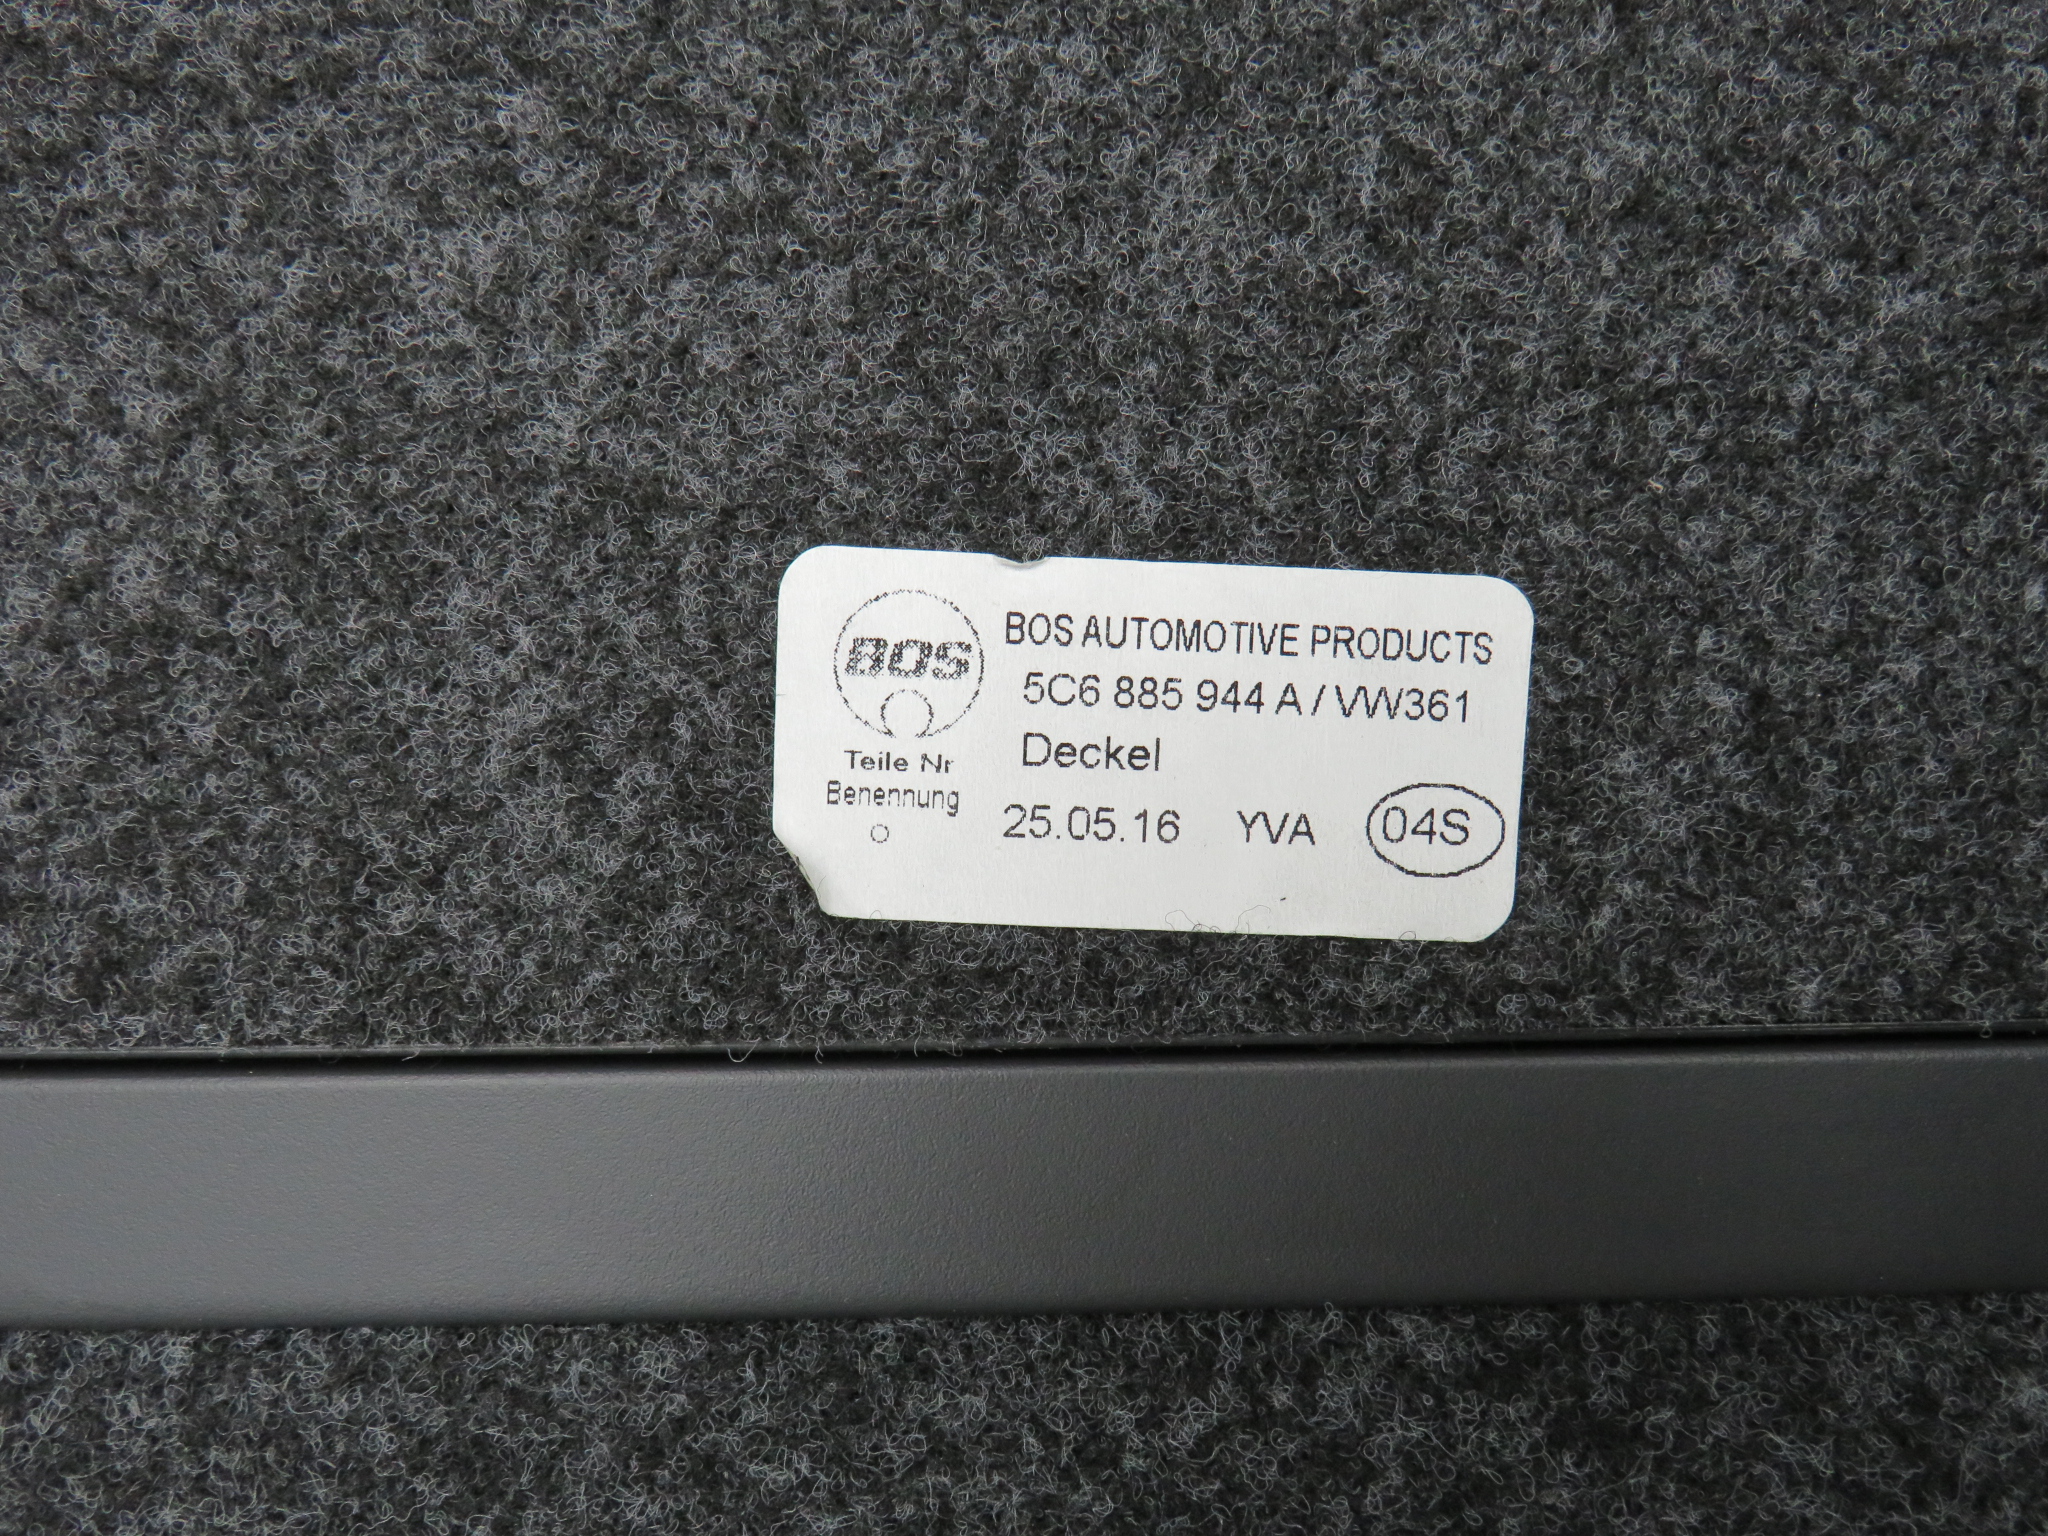 BOS
BOS AUTOMOTIVE PRODUCTS
5C6 885 944 A / VW361
Teile Nr
Deckel
Benennung
25.05.16 YVA 04S